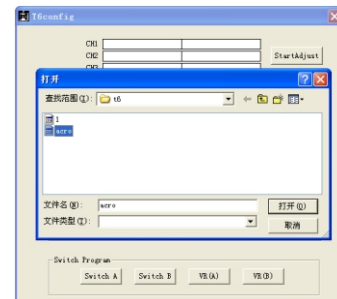 T6config
CH1
CH2
StartAdjust
CH3
打开
查找范围(I):
t6
1
acro
文件名(N):
acro
打开(O)
文件类型(T):
取消
Switch Program
Switch A
Switch B
VR(A)
VR(B)